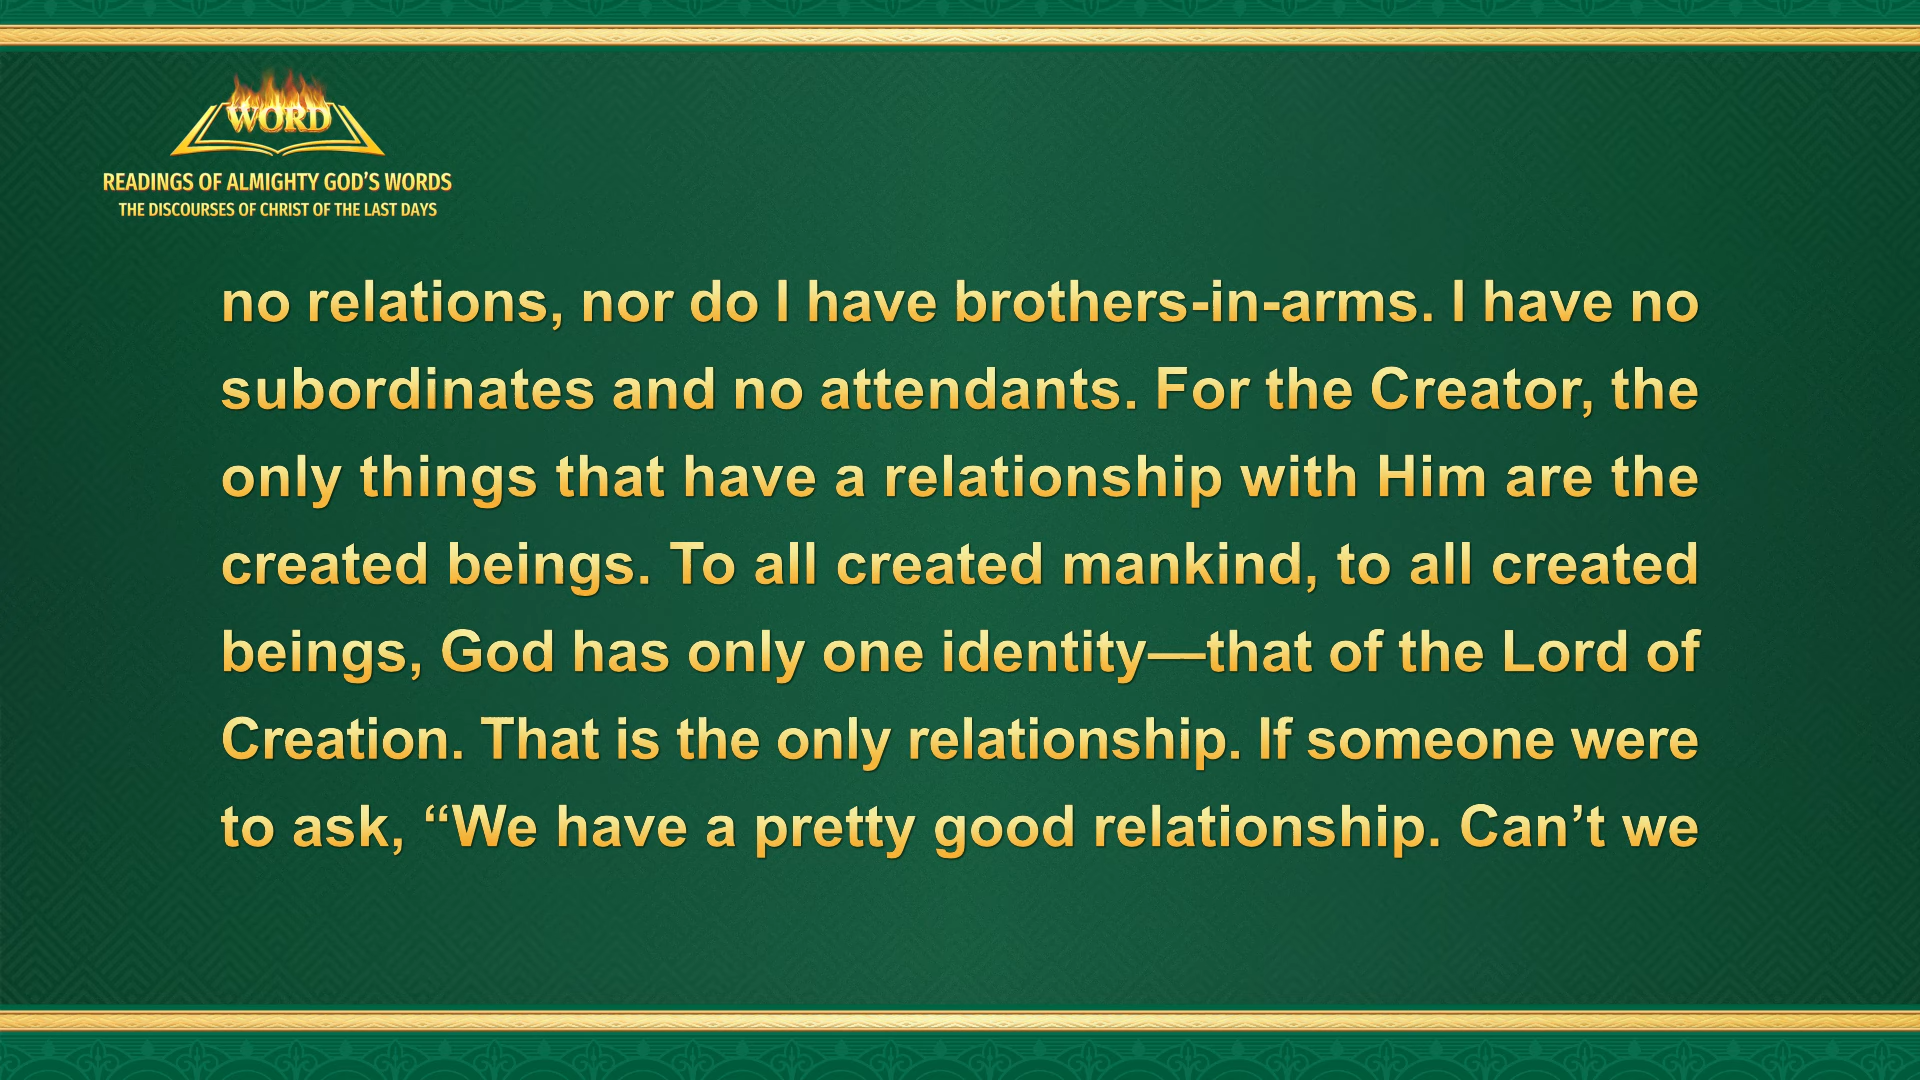 WORD
READINGS OF ALMIGHTY GOD’S WORDS
THE DISCOURSES OF CHRIST OF THE LAST DAYS
no relations, nor do I have brothers-in-arms. I have no
subordinates and no attendants. For the Creator, the
only things that have a relationship with Him are the
created beings. To all created mankind, to all created
beings, God has only one identity—that of the Lord of
Creation. That is the only relationship. If someone were
to ask, “We have a pretty good relationship. Can’t we